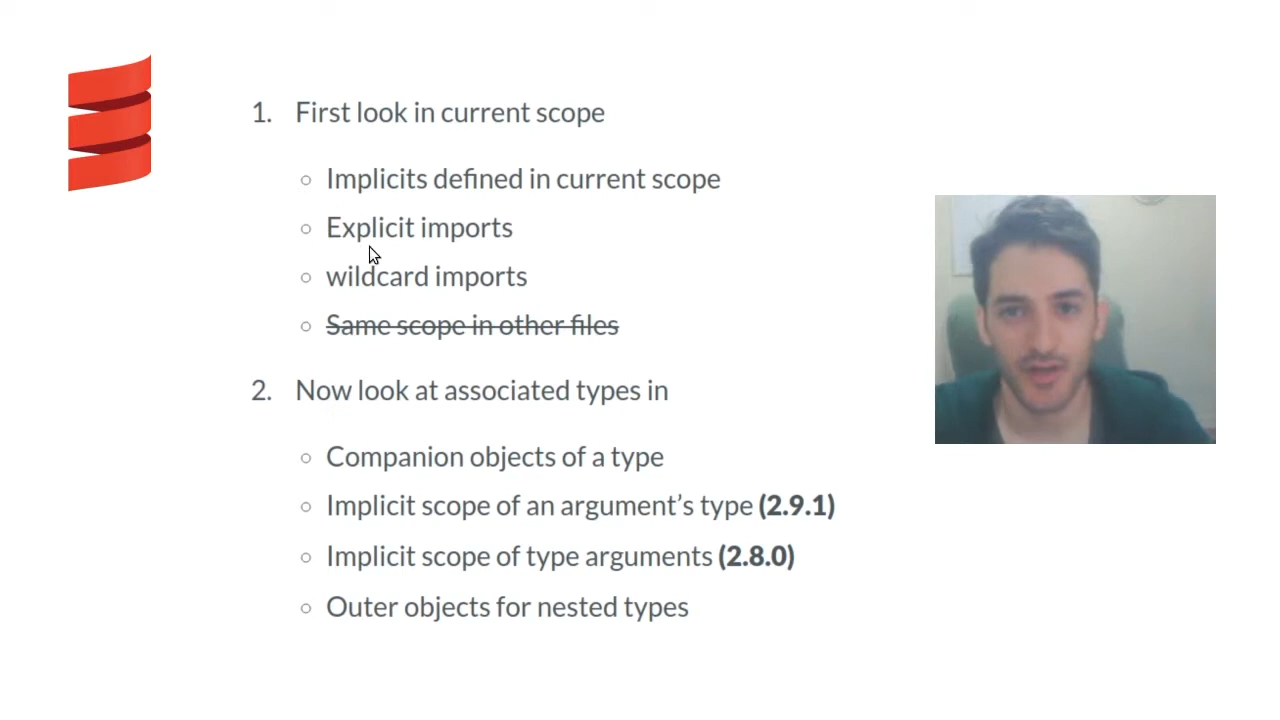 1. First look in current scope
○ Implicits defined in current scope
○ Explicit imports
○ wildcard imports
○ Same scope in other files
2. Now look at associated types in
○ Companion objects of a type
○ Implicit scope of an argument’s type (2.9.1)
○ Implicit scope of type arguments (2.8.0)
○ Outer objects for nested types